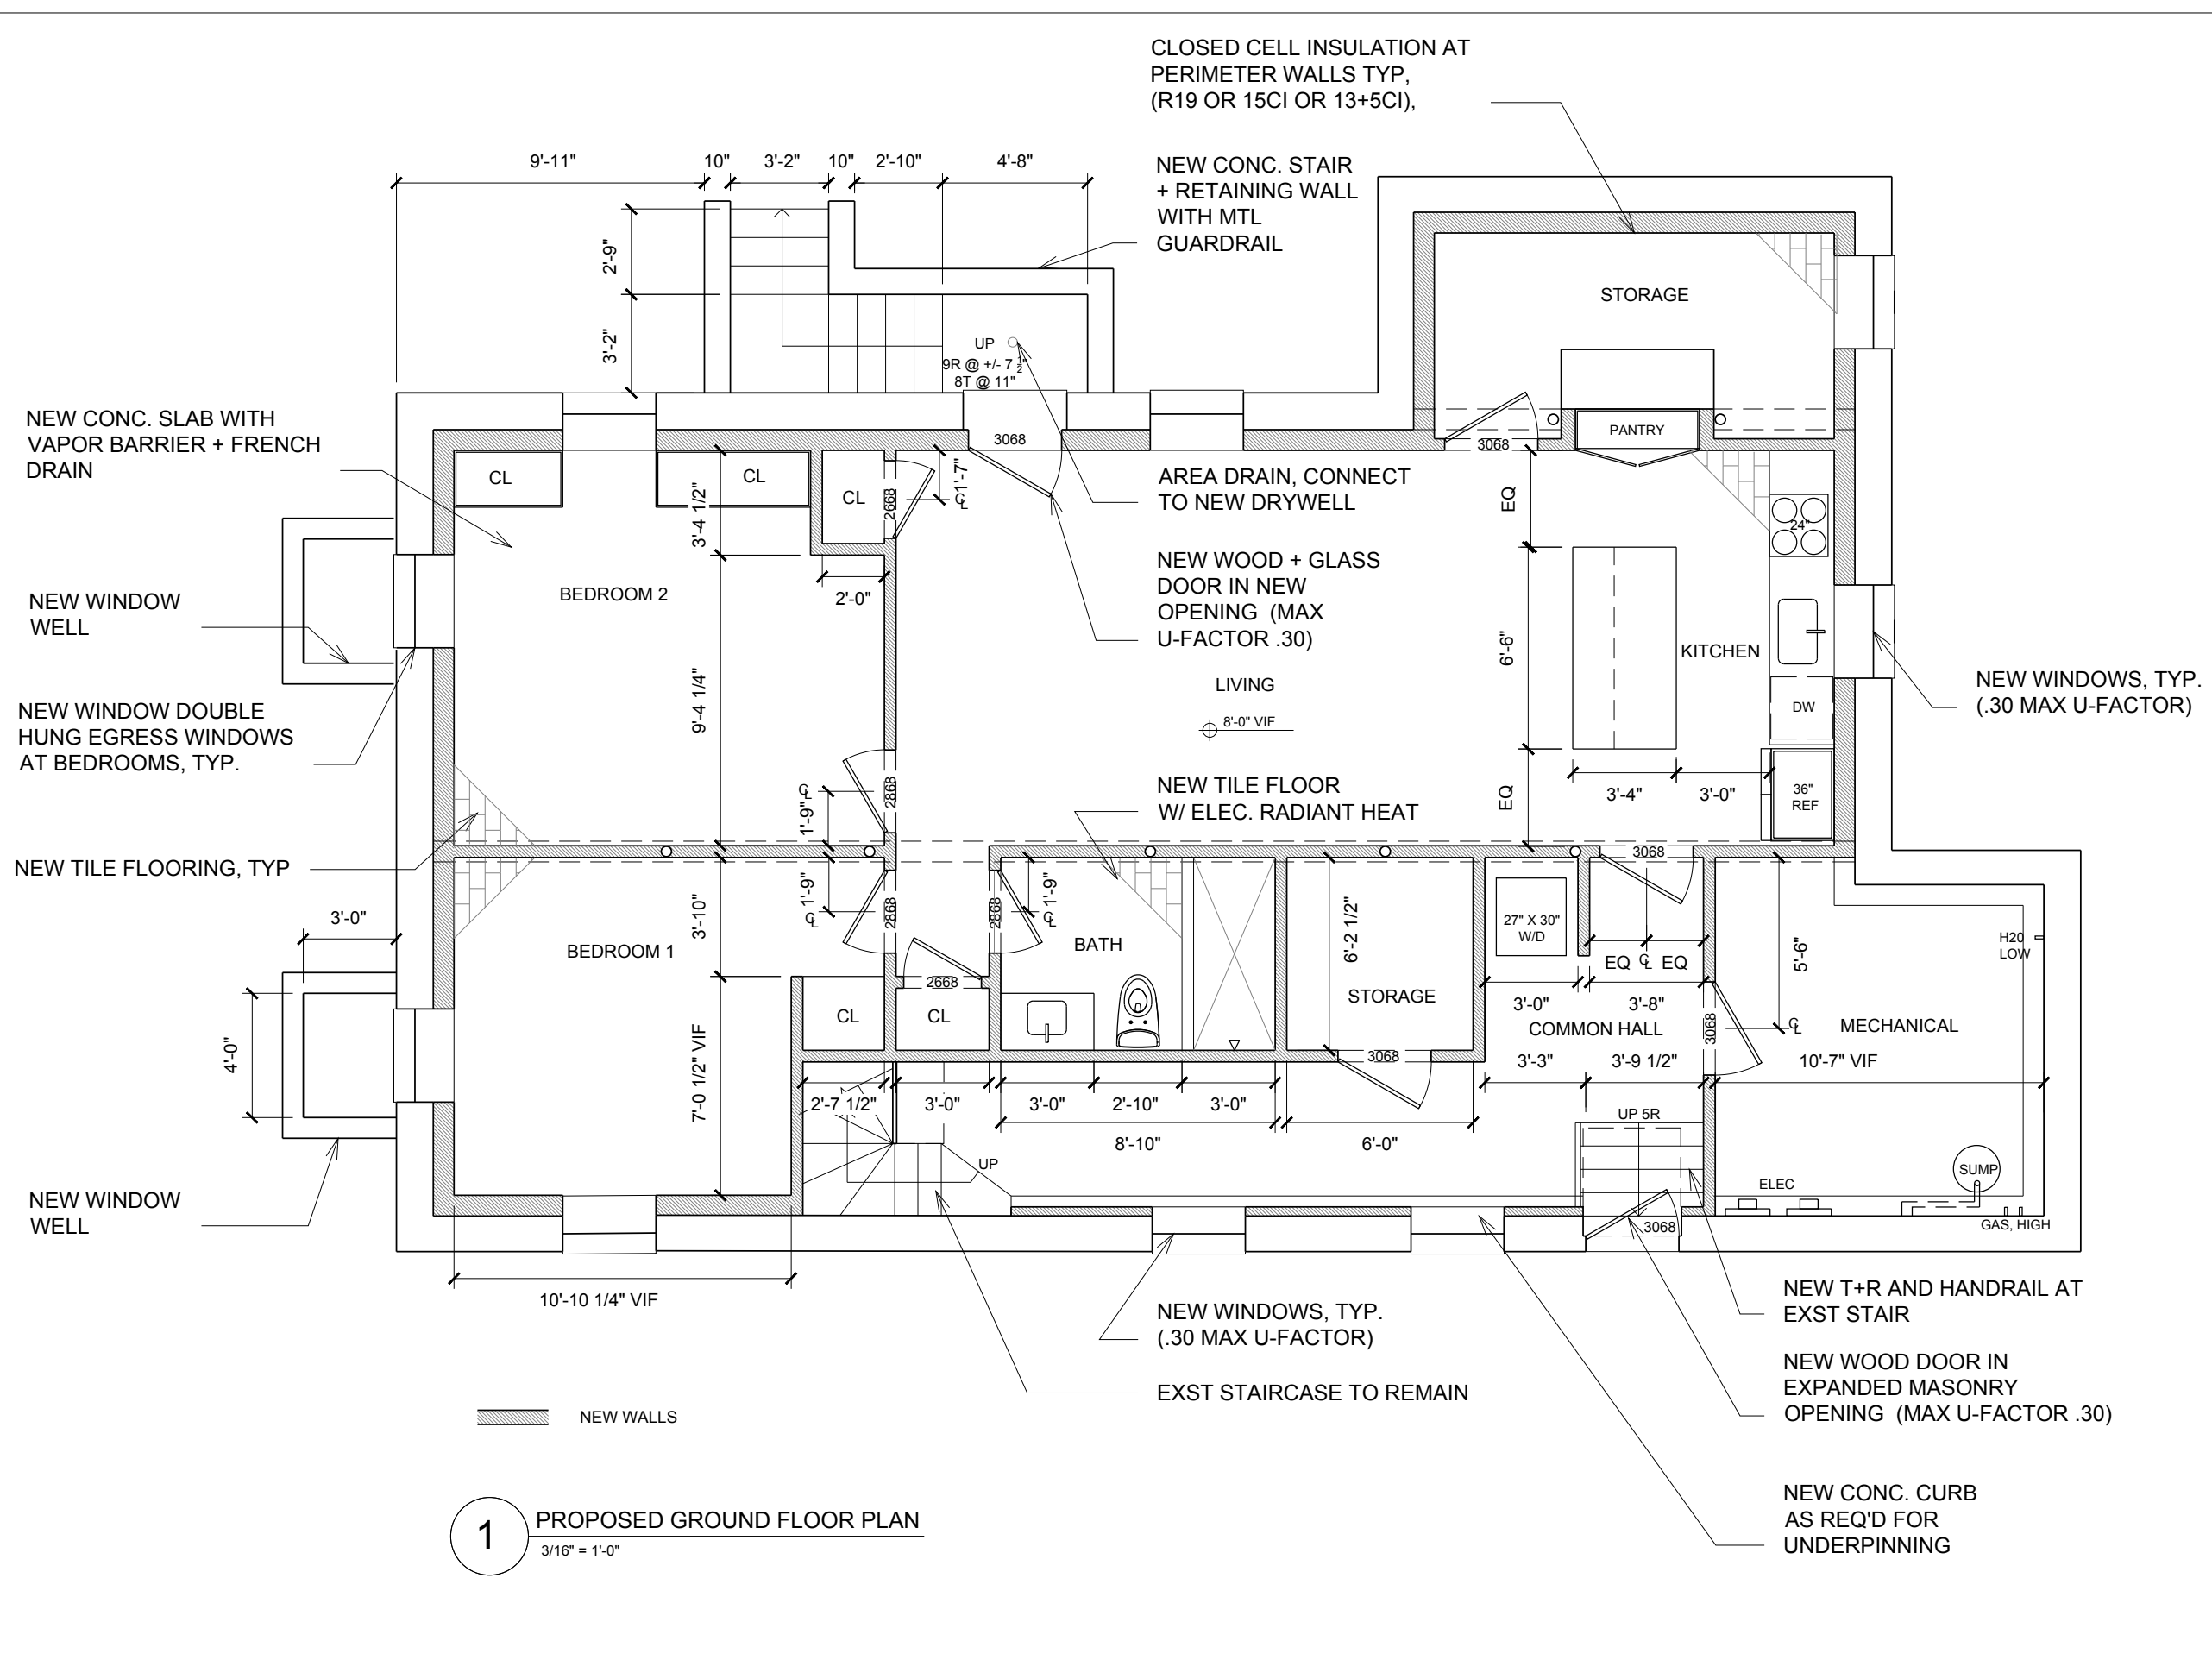 CLOSED CELL INSULATION AT
PERIMETER WALLS TYP,
(R19 OR 15CI OR 13+5CI),
9'-11"
10"
3'-2"
10"
2'-10"
4'-8"
NEW CONC. STAIR
+ RETAINING WALL
WITH MTL
GUARDRAIL
2'-9"
3'-2"
STORAGE
UP
9R @ +/- 7 1/2"
8T @ 11"
3068
3068
PANTRY
NEW CONC. SLAB WITH
VAPOR BARRIER + FRENCH
DRAIN
CL
CL
CL
2668
1'-7"
CL
3'-4 1/2"
AREA DRAIN, CONNECT
TO NEW DRYWELL
EQ
24"
NEW WOOD + GLASS
DOOR IN NEW
OPENING (MAX
U-FACTOR .30)
NEW WINDOW
WELL
BEDROOM 2
2'-0"
6'-6"
KITCHEN
LIVING
8'-0" VIF
9'-4 1/4"
NEW WINDOWS, TYP.
(.30 MAX U-FACTOR)
DW
NEW WINDOW DOUBLE
HUNG EGRESS WINDOWS
AT BEDROOMS, TYP.
NEW TILE FLOOR
W/ ELEC. RADIANT HEAT
CL
1'-9"
2868
EQ
3'-4"
3'-0"
36"
REF
NEW TILE FLOORING, TYP
3068
3'-0"
3'-10"
1'-9"
CL
2868
2868
1'-9"
CL
BEDROOM 1
BATH
6'-2 1/2"
27" X 30"
W/D
EQ
CL
EQ
5'-6"
H20
LOW
2668
STORAGE
3'-0"
3'-8"
CL
CL
COMMON HALL
3068
CL
MECHANICAL
4'-0"
3068
3'-3"
3'-9 1/2"
10'-7" VIF
7'-0 1/2" VIF
2'-7 1/2"
3'-0"
3'-0"
2'-10"
3'-0"
UP 5R
8'-10"
6'-0"
UP
SUMP
ELEC
NEW WINDOW
WELL
3068
GAS, HIGH
10'-10 1/4" VIF
NEW WINDOWS, TYP.
(.30 MAX U-FACTOR)
NEW T+R AND HANDRAIL AT
EXST STAIR
EXST STAIRCASE TO REMAIN
NEW WOOD DOOR IN
EXPANDED MASONRY
OPENING (MAX U-FACTOR .30)
NEW WALLS
NEW CONC. CURB
AS REQ'D FOR
UNDERPINNING
1
PROPOSED GROUND FLOOR PLAN
3/16" = 1'-0"